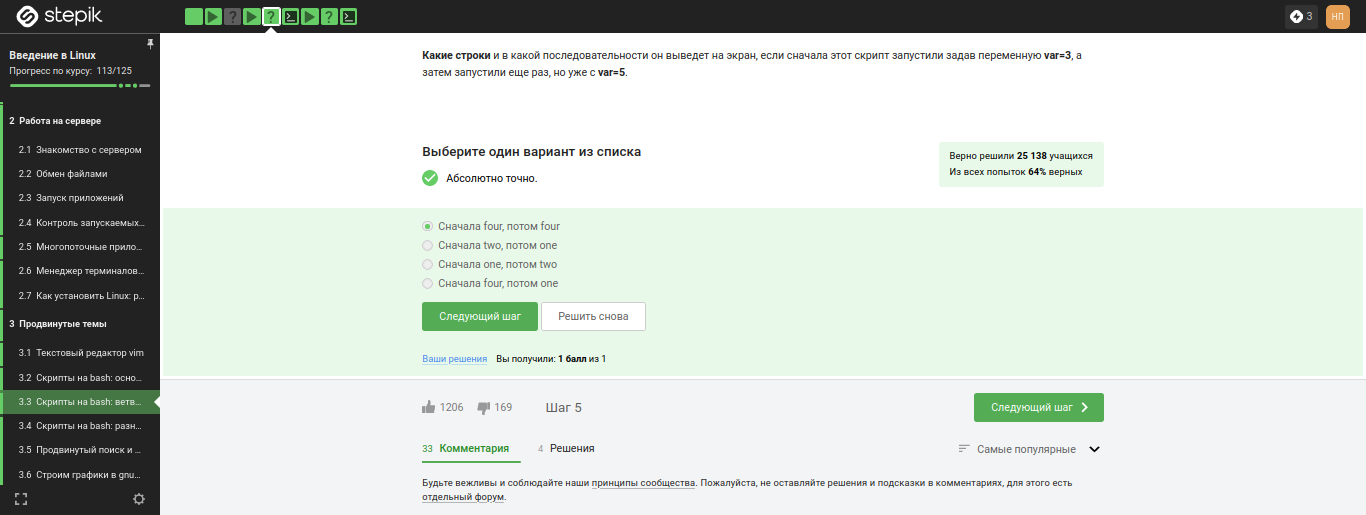 stepik
?
?
?
3
НП
Введение в Linux
Прогресс по курсу: 113/125
2 Работа на сервере
2.1 Знакомство с сервером
2.2 Обмен файлами
2.3 Запуск приложений
2.4 Контроль запускаемых...
2.5 Многопоточные прило...
2.6 Менеджер терминалов...
2.7 Как установить Linux: р...
3 Продвинутые темы
3.1 Текстовый редактор vim
3.2 Скрипты на bash: осно...
3.3 Скрипты на bash: ветв...
3.4 Скрипты на bash: разн...
3.5 Продвинутый поиск и ...
3.6 Строим графики в gnu...
Какие строки и в какой последовательности он выведет на экран, если сначала этот скрипт запустили задав переменную var=3, а
затем запустили еще раз, но уже с var=5.
Выберите один вариант из списка
Абсолютно точно.
Верно решили 25 138 учащихся
Из всех попыток 64% верных
Сначала four, потом four
Сначала two, потом one
Сначала one, потом two
Сначала four, потом one
Следующий шаг
Решить снова
Ваши решения Вы получили: 1 балл из 1
1206 169 Шаг 5
Следующий шаг
33 Комментария 4 Решения
Самые популярные
Будьте вежливы и соблюдайте наши принципы сообщества. Пожалуйста, не оставляйте решения и подсказки в комментариях, для этого есть
отдельный форум.